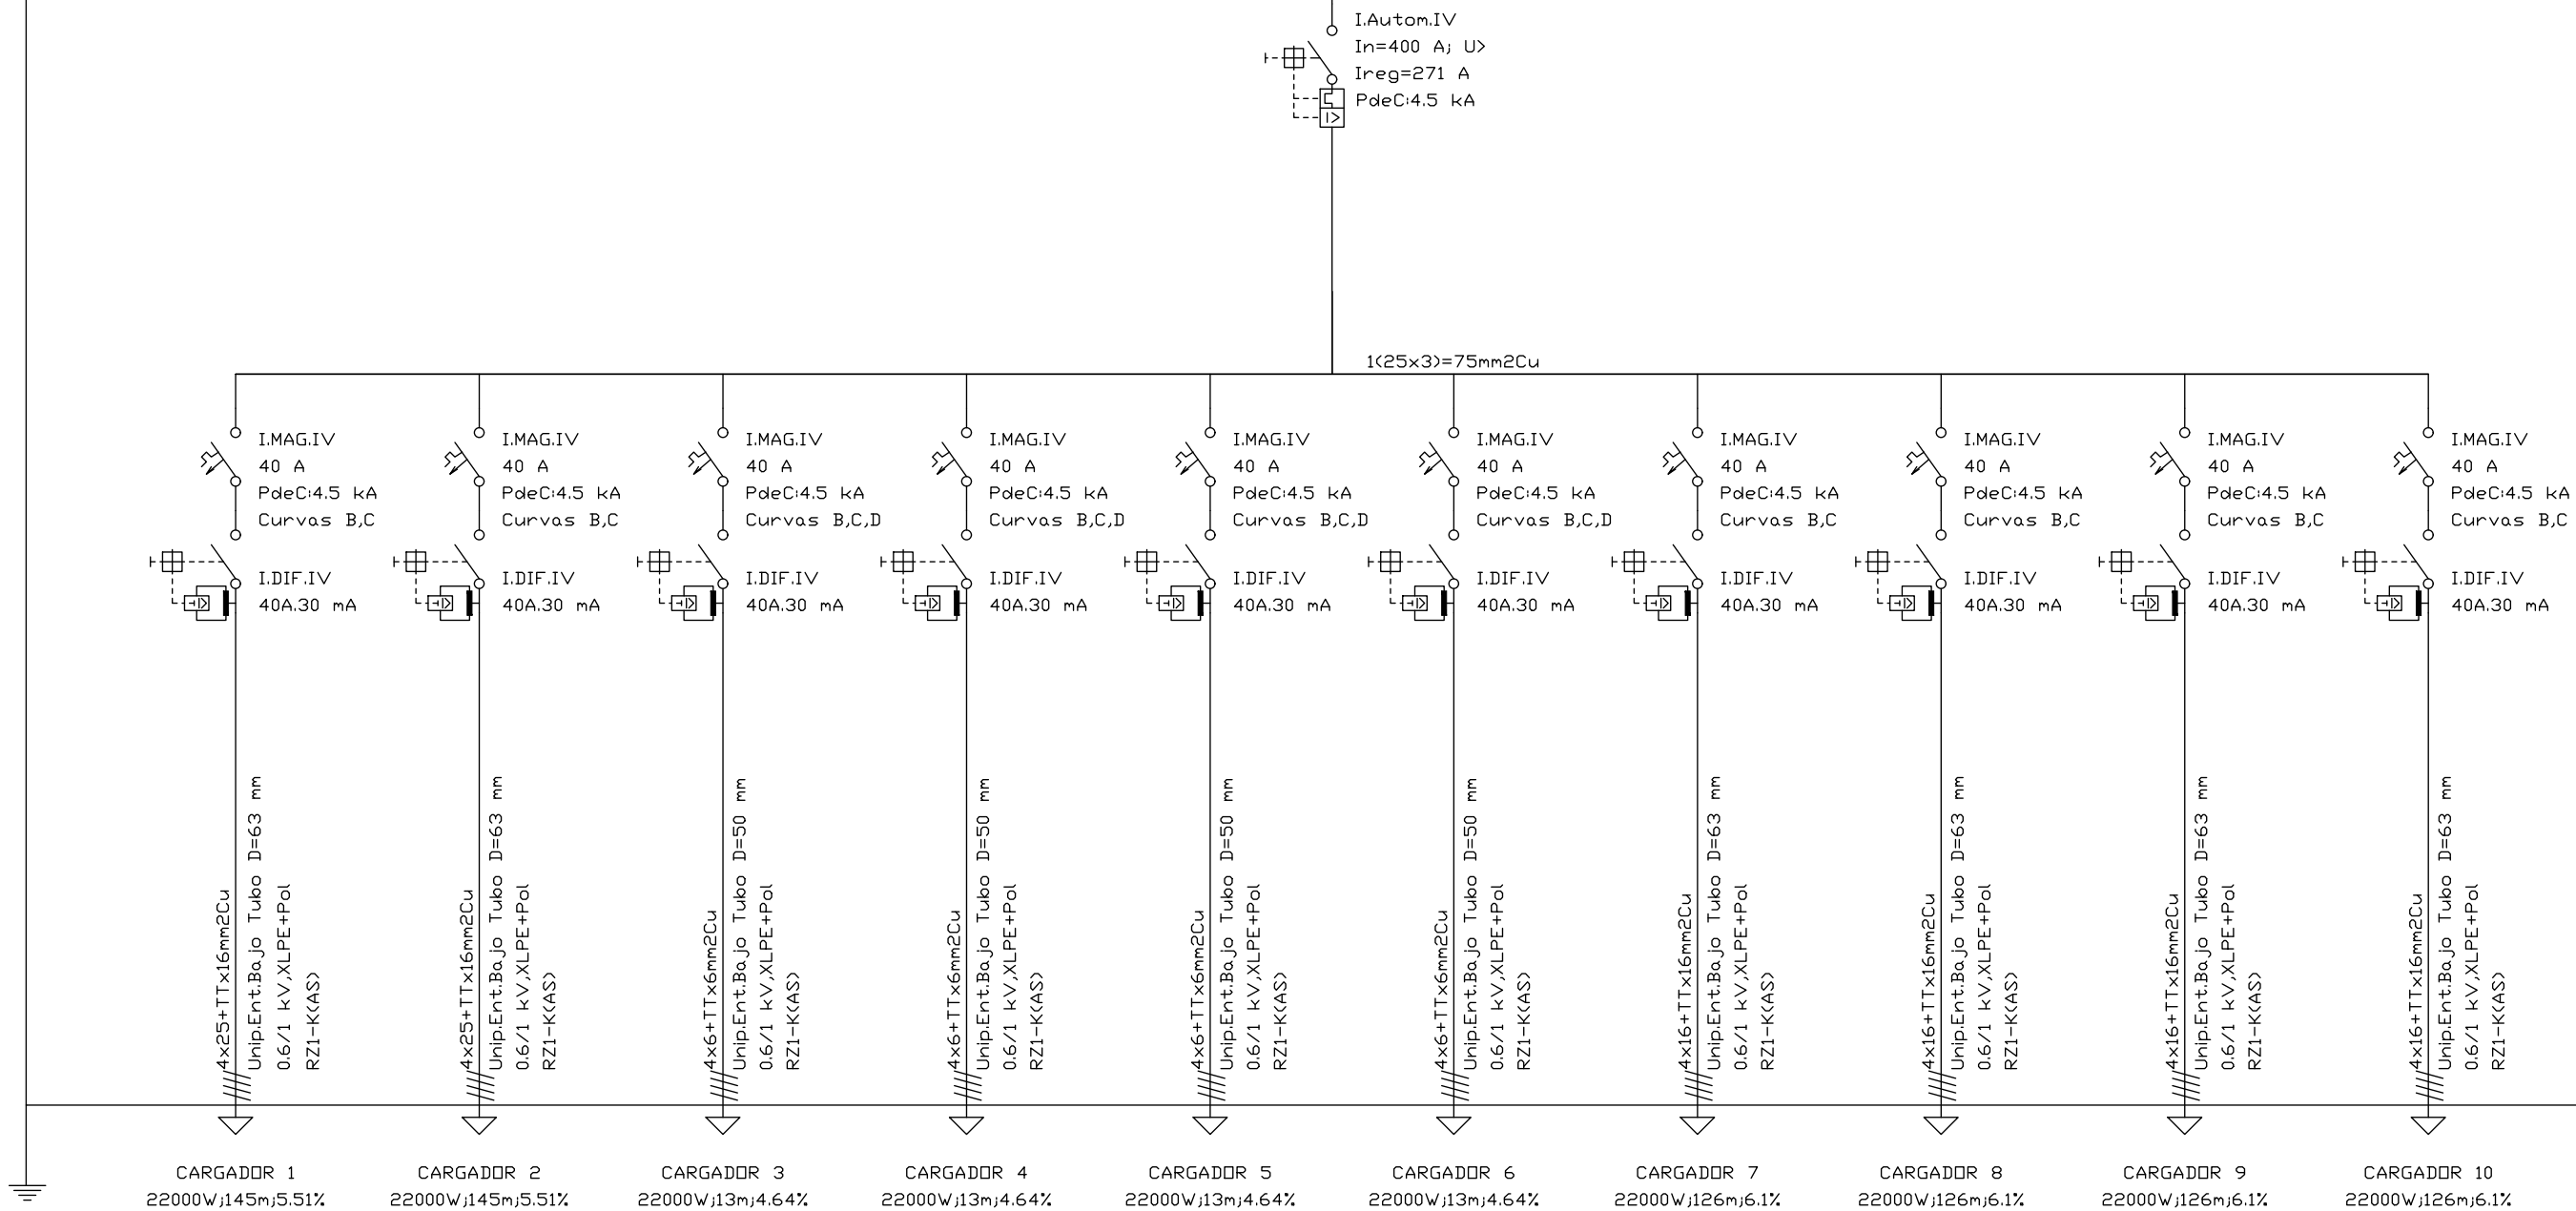 I.Autom.IV
In=400 A; U>
Ireg=271 A
PdeC:4.5 kA
I>
1(25x3)=75mm2Cu
I.MAG.IV
40 A
PdeC:4.5 kA
Curvas B,C
I.DIF.IV
40A.30 mA
4x25+TTx16mm2Cu
Unip.Ent.Bajo Tubo D=63 mm
0.6/1 kV,XLPE+Pol
RZ1-K(AS)
CARGADOR 1
22000W;145m;5.51%
I.MAG.IV
40 A
PdeC:4.5 kA
Curvas B,C
I.DIF.IV
40A.30 mA
4x25+TTx16mm2Cu
Unip.Ent.Bajo Tubo D=63 mm
0.6/1 kV,XLPE+Pol
RZ1-K(AS)
CARGADOR 2
22000W;145m;5.51%
I.MAG.IV
40 A
PdeC:4.5 kA
Curvas B,C,D
I.DIF.IV
40A.30 mA
4x6+TTx6mm2Cu
Unip.Ent.Bajo Tubo D=50 mm
0.6/1 kV,XLPE+Pol
RZ1-K(AS)
CARGADOR 3
22000W;13m;4.64%
I.MAG.IV
40 A
PdeC:4.5 kA
Curvas B,C,D
I.DIF.IV
40A.30 mA
4x6+TTx6mm2Cu
Unip.Ent.Bajo Tubo D=50 mm
0.6/1 kV,XLPE+Pol
RZ1-K(AS)
CARGADOR 4
22000W;13m;4.64%
I.MAG.IV
40 A
PdeC:4.5 kA
Curvas B,C,D
I.DIF.IV
40A.30 mA
4x6+TTx6mm2Cu
Unip.Ent.Bajo Tubo D=50 mm
0.6/1 kV,XLPE+Pol
RZ1-K(AS)
CARGADOR 5
22000W;13m;4.64%
I.MAG.IV
40 A
PdeC:4.5 kA
Curvas B,C,D
I.DIF.IV
40A.30 mA
4x6+TTx6mm2Cu
Unip.Ent.Bajo Tubo D=50 mm
0.6/1 kV,XLPE+Pol
RZ1-K(AS)
CARGADOR 6
22000W;13m;4.64%
I.MAG.IV
40 A
PdeC:4.5 kA
Curvas B,C
I.DIF.IV
40A.30 mA
4x16+TTx16mm2Cu
Unip.Ent.Bajo Tubo D=63 mm
0.6/1 kV,XLPE+Pol
RZ1-K(AS)
CARGADOR 7
22000W;126m;6.1%
I.MAG.IV
40 A
PdeC:4.5 kA
Curvas B,C
I.DIF.IV
40A.30 mA
4x16+TTx16mm2Cu
Unip.Ent.Bajo Tubo D=63 mm
0.6/1 kV,XLPE+Pol
RZ1-K(AS)
CARGADOR 8
22000W;126m;6.1%
I.MAG.IV
40 A
PdeC:4.5 kA
Curvas B,C
I.DIF.IV
40A.30 mA
4x16+TTx16mm2Cu
Unip.Ent.Bajo Tubo D=63 mm
0.6/1 kV,XLPE+Pol
RZ1-K(AS)
CARGADOR 9
22000W;126m;6.1%
I.MAG.IV
40 A
PdeC:4.5 kA
Curvas B,C
I.DIF.IV
40A.30 mA
4x16+TTx16mm2Cu
Unip.Ent.Bajo Tubo D=63 mm
0.6/1 kV,XLPE+Pol
RZ1-K(AS)
CARGADOR 10
22000W;126m;6.1%